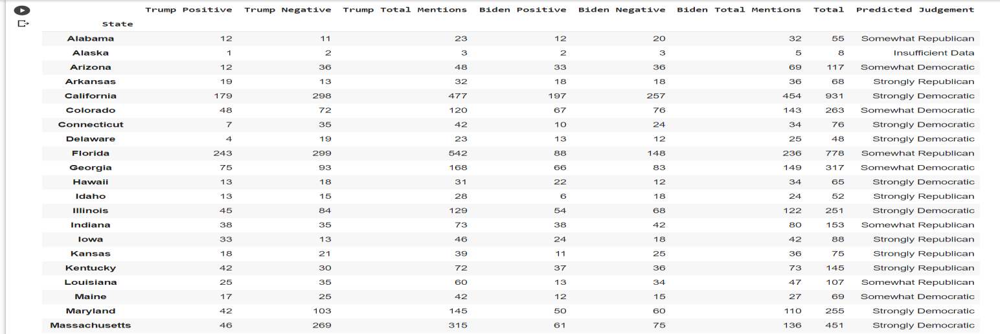 Trump Positive Trump Negative Trump Total Mentions Biden Positive Biden Negative Biden Total Mentions Total Predicted Judgement
State
Alabama 12 11 23 12 20 32 55 Somewhat Republican
Alaska 1 2 3 2 3 5 8 Insufficient Data
Arizona 12 36 48 33 36 69 117 Somewhat Democratic
Arkansas 19 13 32 18 18 36 68 Strongly Republican
California 179 298 477 197 257 454 931 Strongly Democratic
Colorado 48 72 120 67 76 143 263 Somewhat Democratic
Connecticut 7 35 42 10 24 34 76 Strongly Democratic
Delaware 4 19 23 13 12 25 48 Strongly Democratic
Florida 243 299 542 88 148 236 778 Somewhat Republican
Georgia 75 93 168 66 83 149 317 Somewhat Democratic
Hawaii 13 18 31 22 12 34 65 Strongly Democratic
Idaho 13 15 28 6 18 24 52 Strongly Republican
Illinois 45 84 129 54 68 122 251 Strongly Democratic
Indiana 38 35 73 38 42 80 153 Somewhat Republican
Iowa 33 13 46 24 18 42 88 Strongly Republican
Kansas 18 21 39 11 25 36 75 Strongly Republican
Kentucky 42 30 72 37 36 73 145 Strongly Republican
Louisiana 25 35 60 13 34 47 107 Somewhat Republican
Maine 17 25 42 12 15 27 69 Somewhat Democratic
Maryland 42 103 145 50 60 110 255 Strongly Democratic
Massachusetts 46 269 315 61 75 136 451 Strongly Democratic